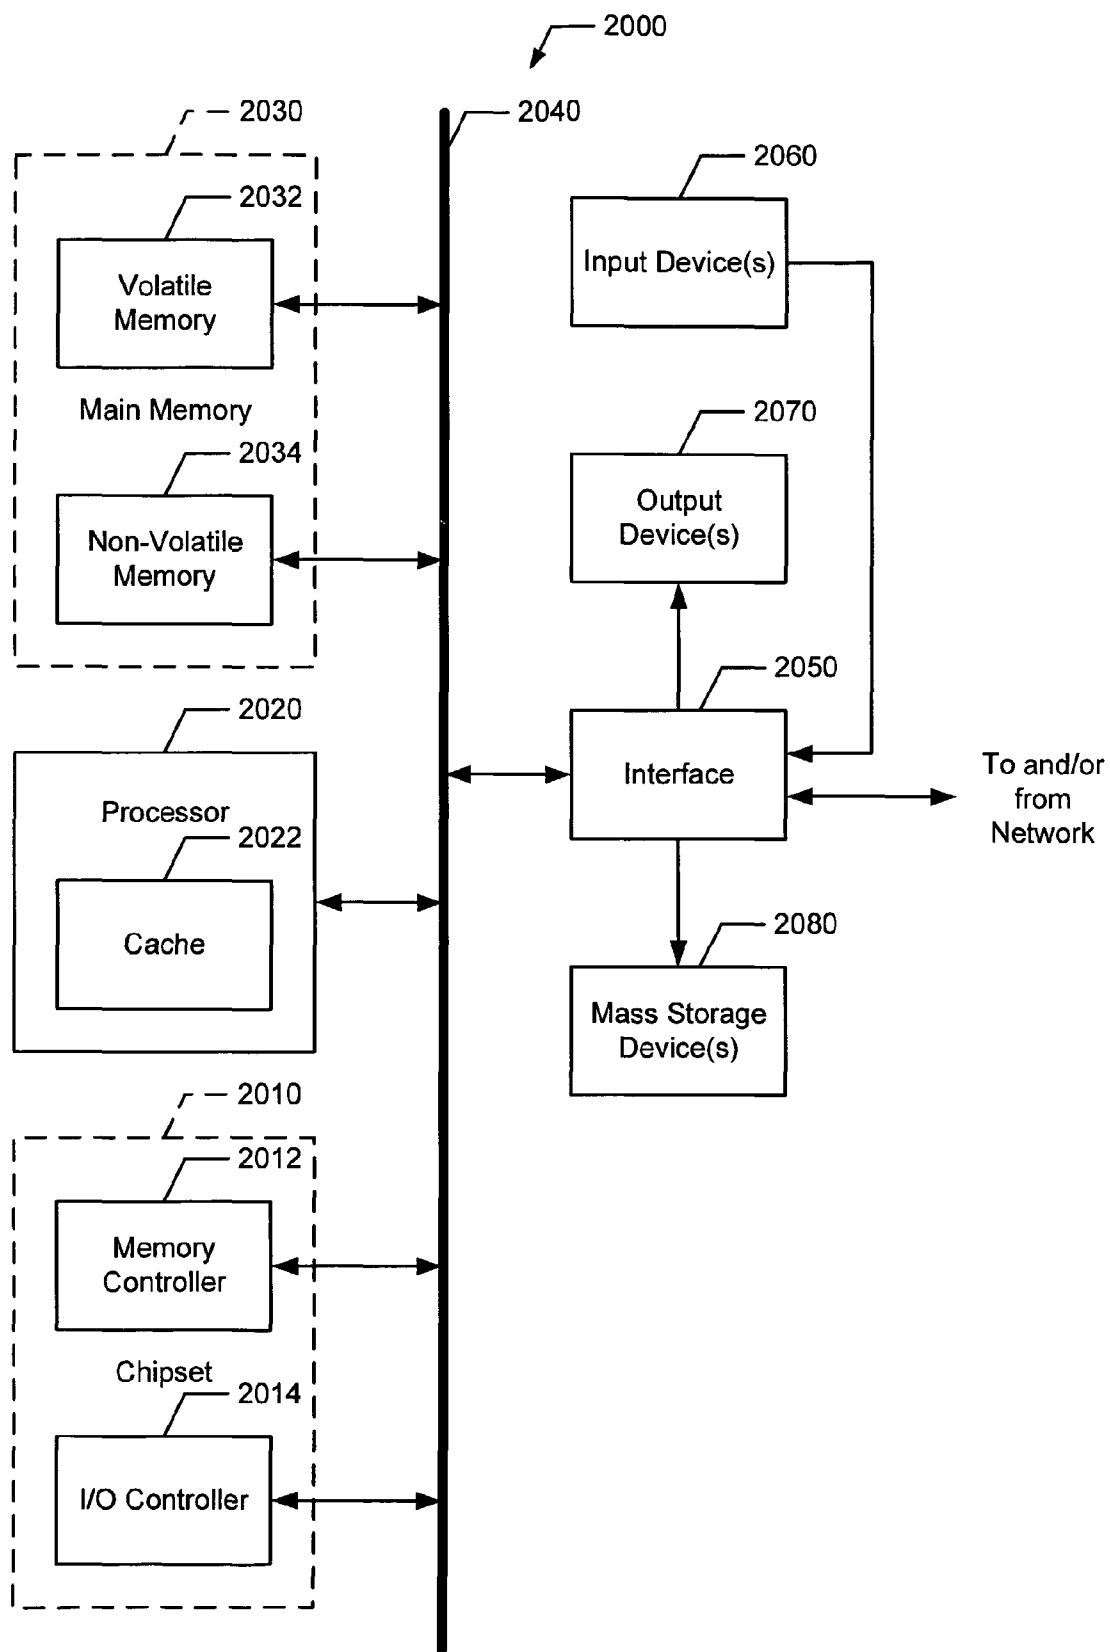 2000
2030
2040
2060
2032
Volatile
Memory
Input Device(s)
Main Memory
2070
2034
Output
Device(s)
Non-Volatile
Memory
2050
2020
Interface
To and/or
from
Network
Processor
2022
Cache
2080
Mass Storage
Device(s)
2010
2012
Memory
Controller
Chipset
2014
I/O Controller